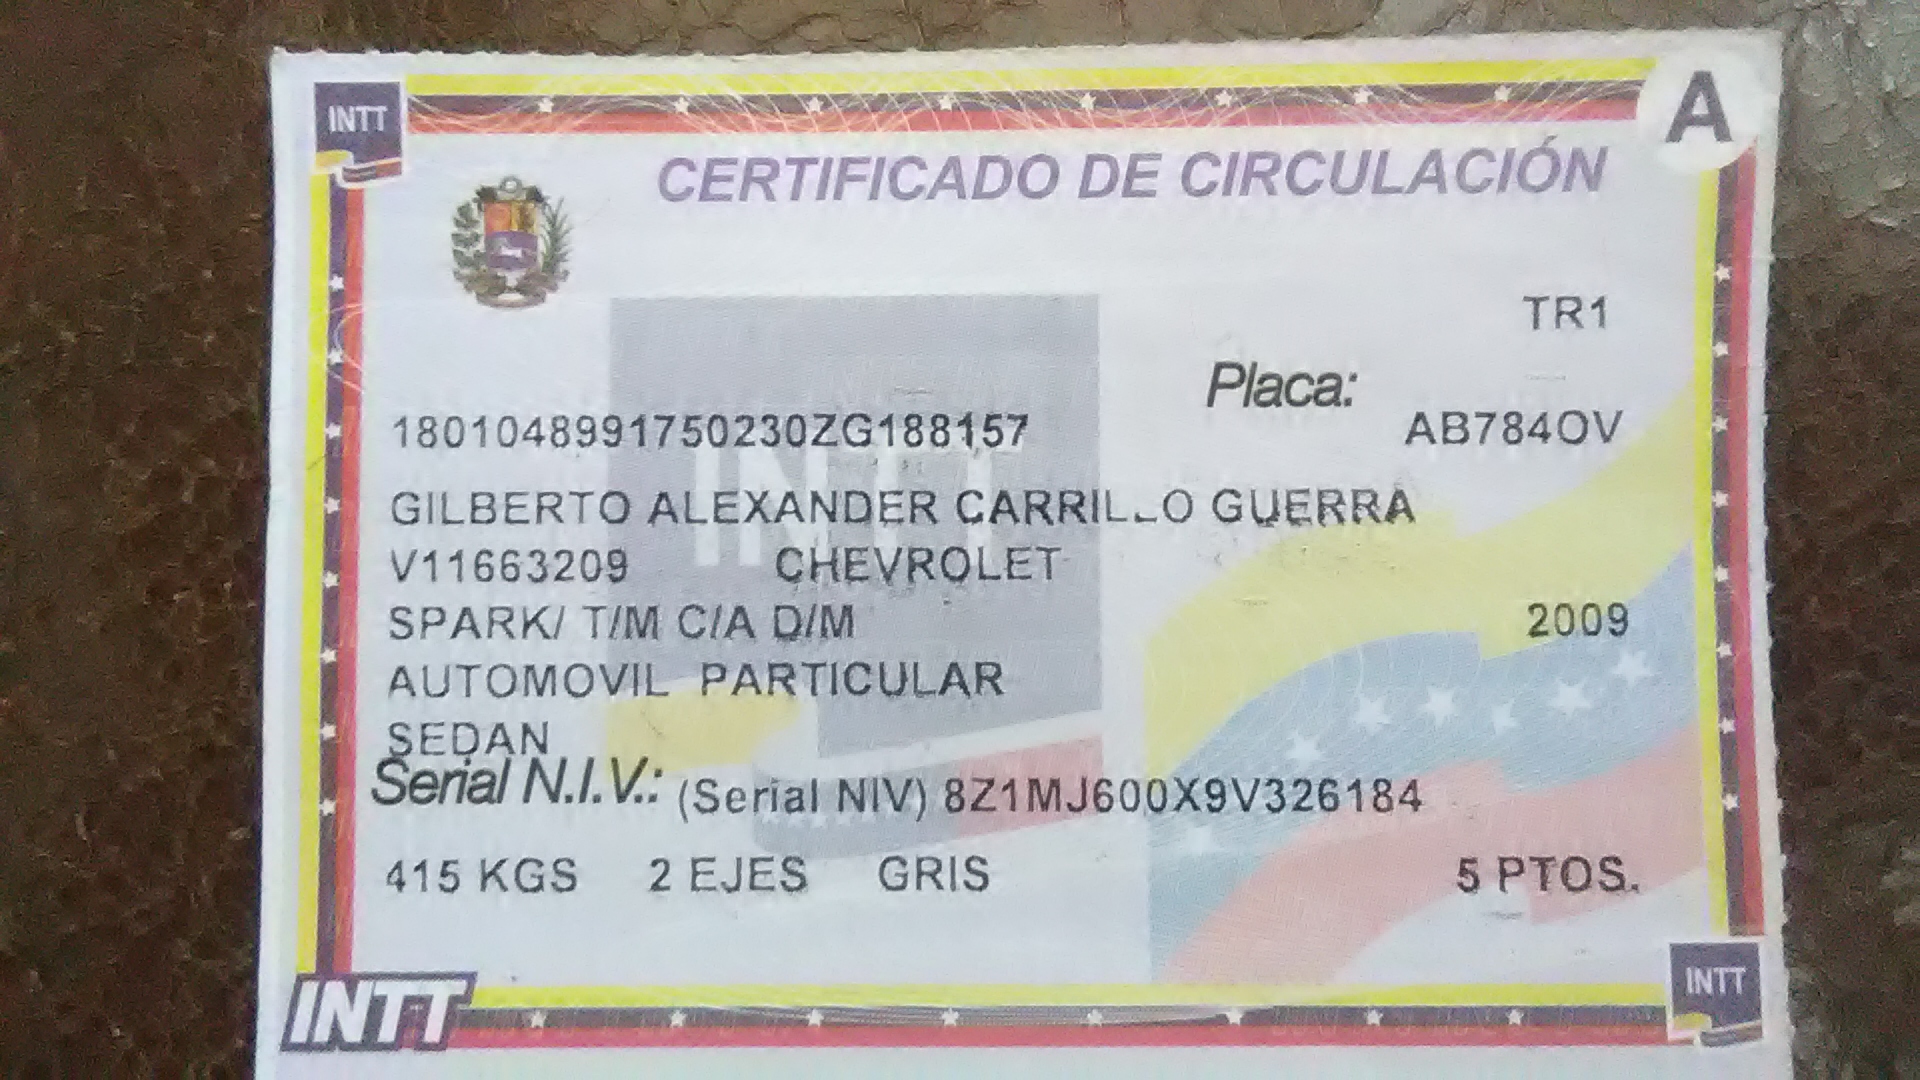 INTT
A
CERTIFICADO DE CIRCULACIÓN
TR1
Placa:
1801048991750230ZG188157 AB784OV
GILBERTO ALEXANDER CARRILLO GUERRA
V11663209 CHEVROLET
SPARK/ T/M C/A D/M 2009
AUTOMOVIL PARTICULAR
SEDAN
Serial N.I.V.: (Serial NIV) 8Z1MJ600X9V326184
415 KGS 2 EJES GRIS 5 PTOS.
INTT
INTT
INTT